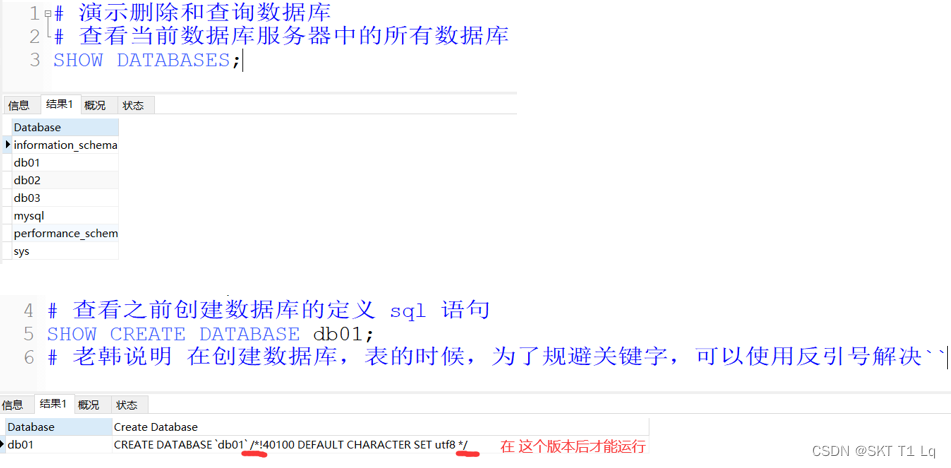 1 # 演示删除和查询数据库
2 # 查看当前数据库服务器中的所有数据库
3 SHOW DATABASES;
信息 结果1 概况 状态
Database
information_schema
db01
db02
db03
mysql
performance_schem
sys
4 # 查看之前创建数据库的定义 sql 语句
5 SHOW CREATE DATABASE db01;
6 # 老韩说明 在创建数据库，表的时候，为了规避关键字，可以使用反引号解决``
信息 结果1 概况 状态
Database Create Database
db01 CREATE DATABASE `db01` /*!40100 DEFAULT CHARACTER SET utf8 */ 在 这个版本后才能运行
CSDN @SKT T1 Lq